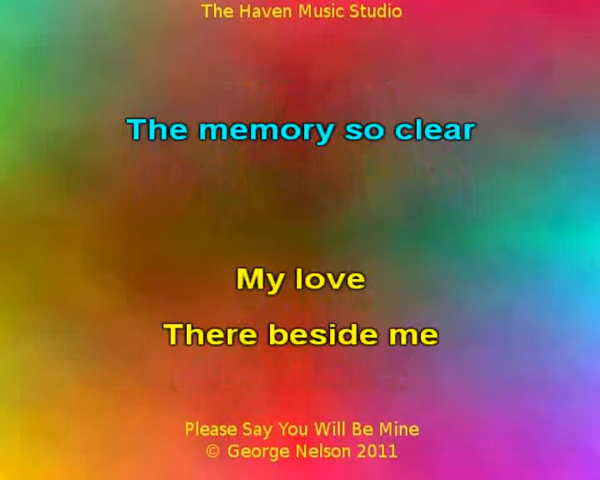 The Haven Music Studio
The memory so clear
My love
There beside me
Please Say You Will Be Mine
© George Nelson 2011